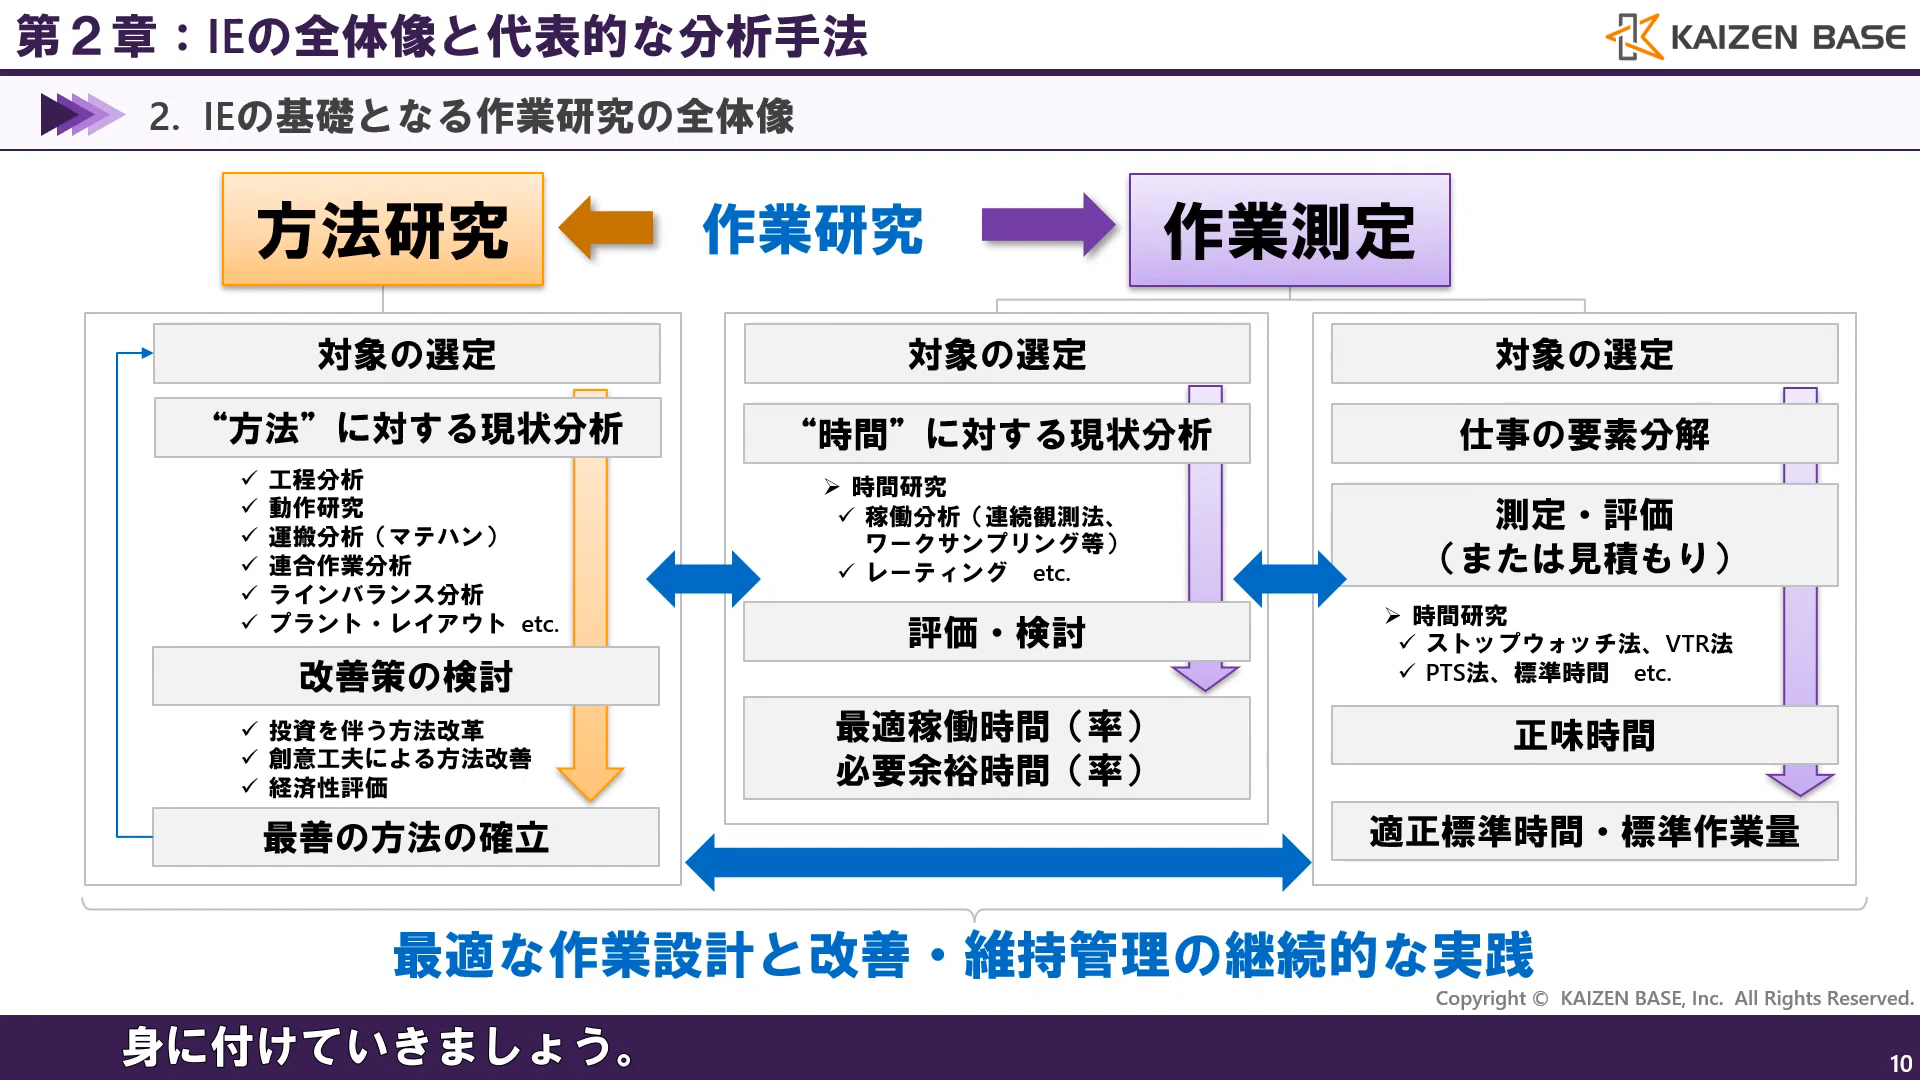 第２章：IEの全体像と代表的な分析手法
KAIZEN BASE
2. IEの基礎となる作業研究の全体像
方法研究
作業研究
作業測定
対象の選定
“方法”に対する現状分析
✓ 工程分析
✓ 動作研究
✓ 運搬分析（マテハン）
✓ 連合作業分析
✓ ラインバランス分析
✓ プラント・レイアウト etc.
改善策の検討
✓ 投資を伴う方法改革
✓ 創意工夫による方法改善
✓ 経済性評価
最善の方法の確立
対象の選定
“時間”に対する現状分析
➢ 時間研究
✓ 稼働分析（連続観測法、
ワークサンプリング等）
✓ レーティング etc.
評価・検討
最適稼働時間（率）
必要余裕時間（率）
対象の選定
仕事の要素分解
測定・評価
（または見積もり）
➢ 時間研究
✓ ストップウォッチ法、VTR法
✓ PTS法、標準時間 etc.
正味時間
適正標準時間・標準作業量
最適な作業設計と改善・維持管理の継続的な実践
Copyright © KAIZEN BASE, Inc. All Rights Reserved.
身に付けていきましょう。
10